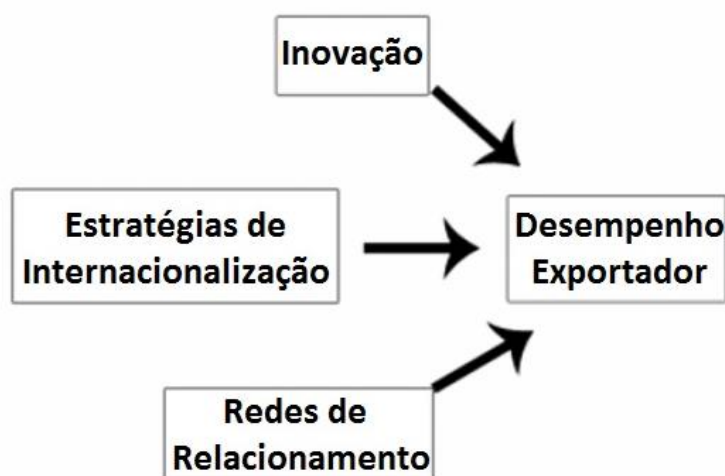 Inovação
Estratégias de
Internacionalização
Desempenho
Exportador
Redes de
Relacionamento